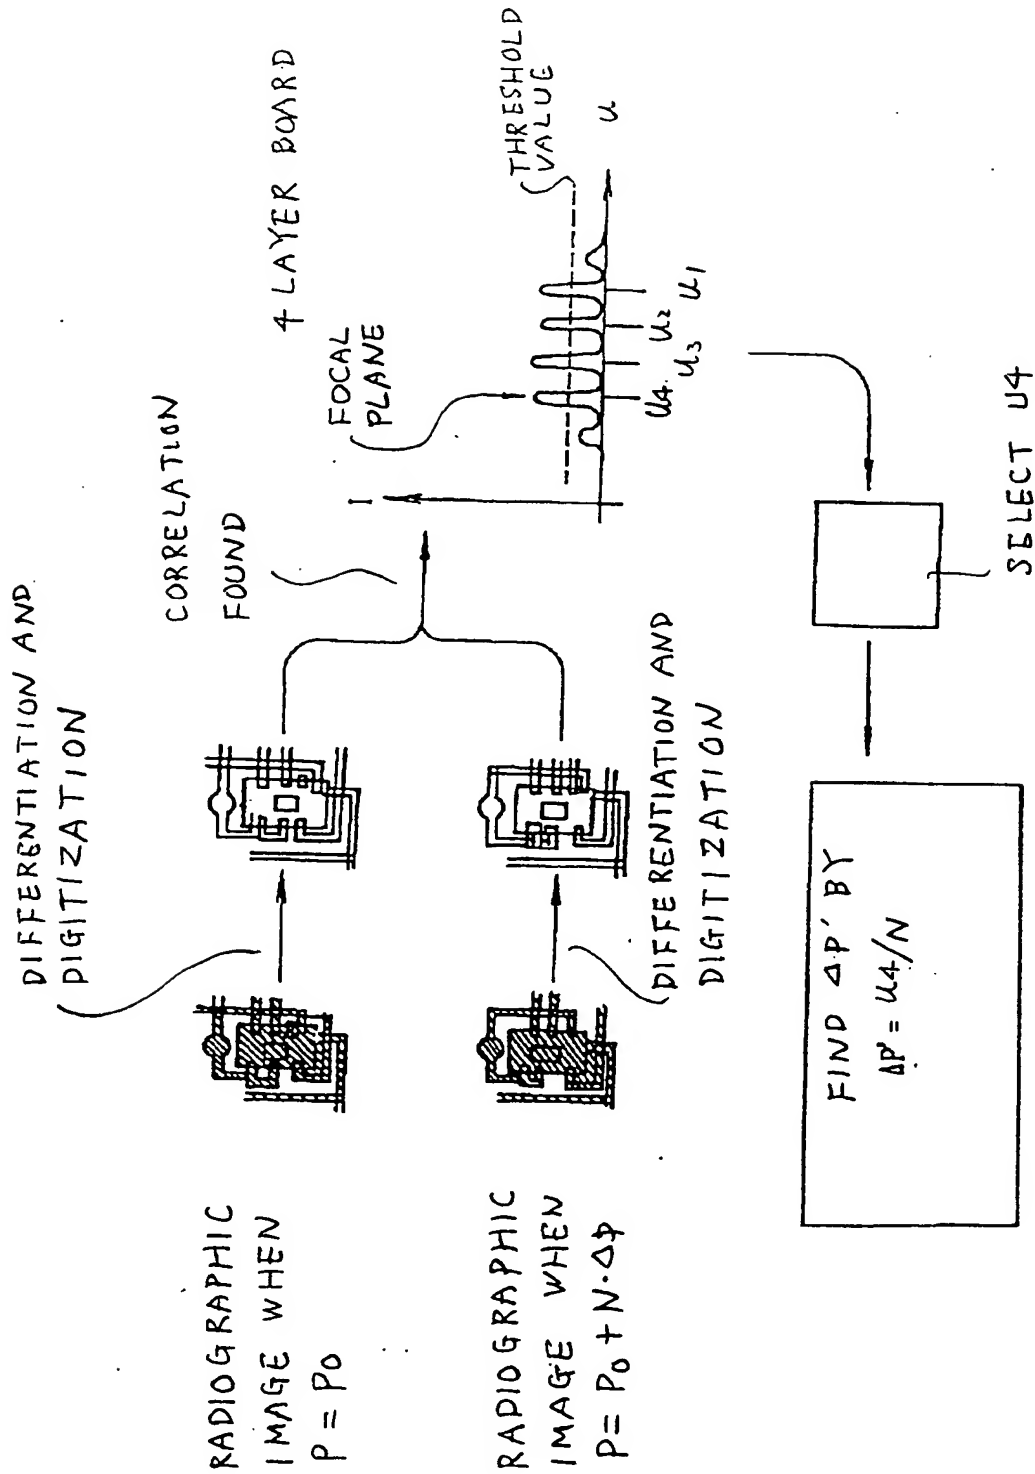 RADIOGRAPHIC
IMAGE WHEN
P = P0
DIFFERENTIATION AND
DIGITIZATION
RADIOGRAPHIC
IMAGE WHEN
P = P0 + N·Δp
DIFFERENTIATION AND
DIGITIZATION
CORRELATION
FOUND
4 LAYER BOARD
FOCAL
PLANE
THRESHOLD
VALUE
I
u
U4 U3 U2 U1
SELECT U4
FIND ΔP' BY
ΔP' = U4/N